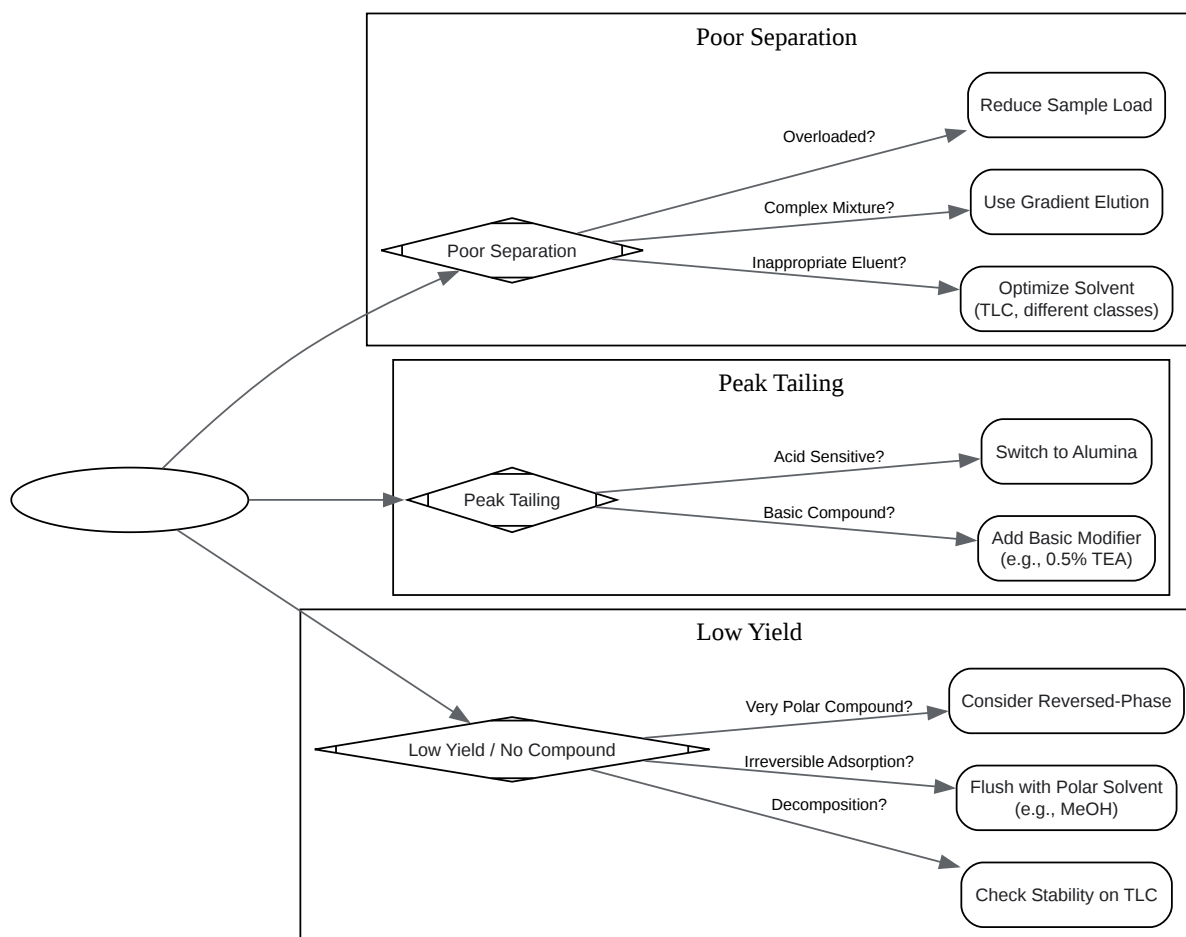 Poor Separation
Reduce Sample Load
Overloaded?
Use Gradient Elution
Complex Mixture?
Poor Separation
Inappropriate Eluent?
Optimize Solvent
(TLC, different classes)
Peak Tailing
Switch to Alumina
Acid Sensitive?
Peak Tailing
Basic Compound?
Add Basic Modifier
(e.g., 0.5% TEA)
Low Yield
Consider Reversed-Phase
Very Polar Compound?
Low Yield / No Compound
Irreversible Adsorption?
Flush with Polar Solvent
(e.g., MeOH)
Decomposition?
Check Stability on TLC